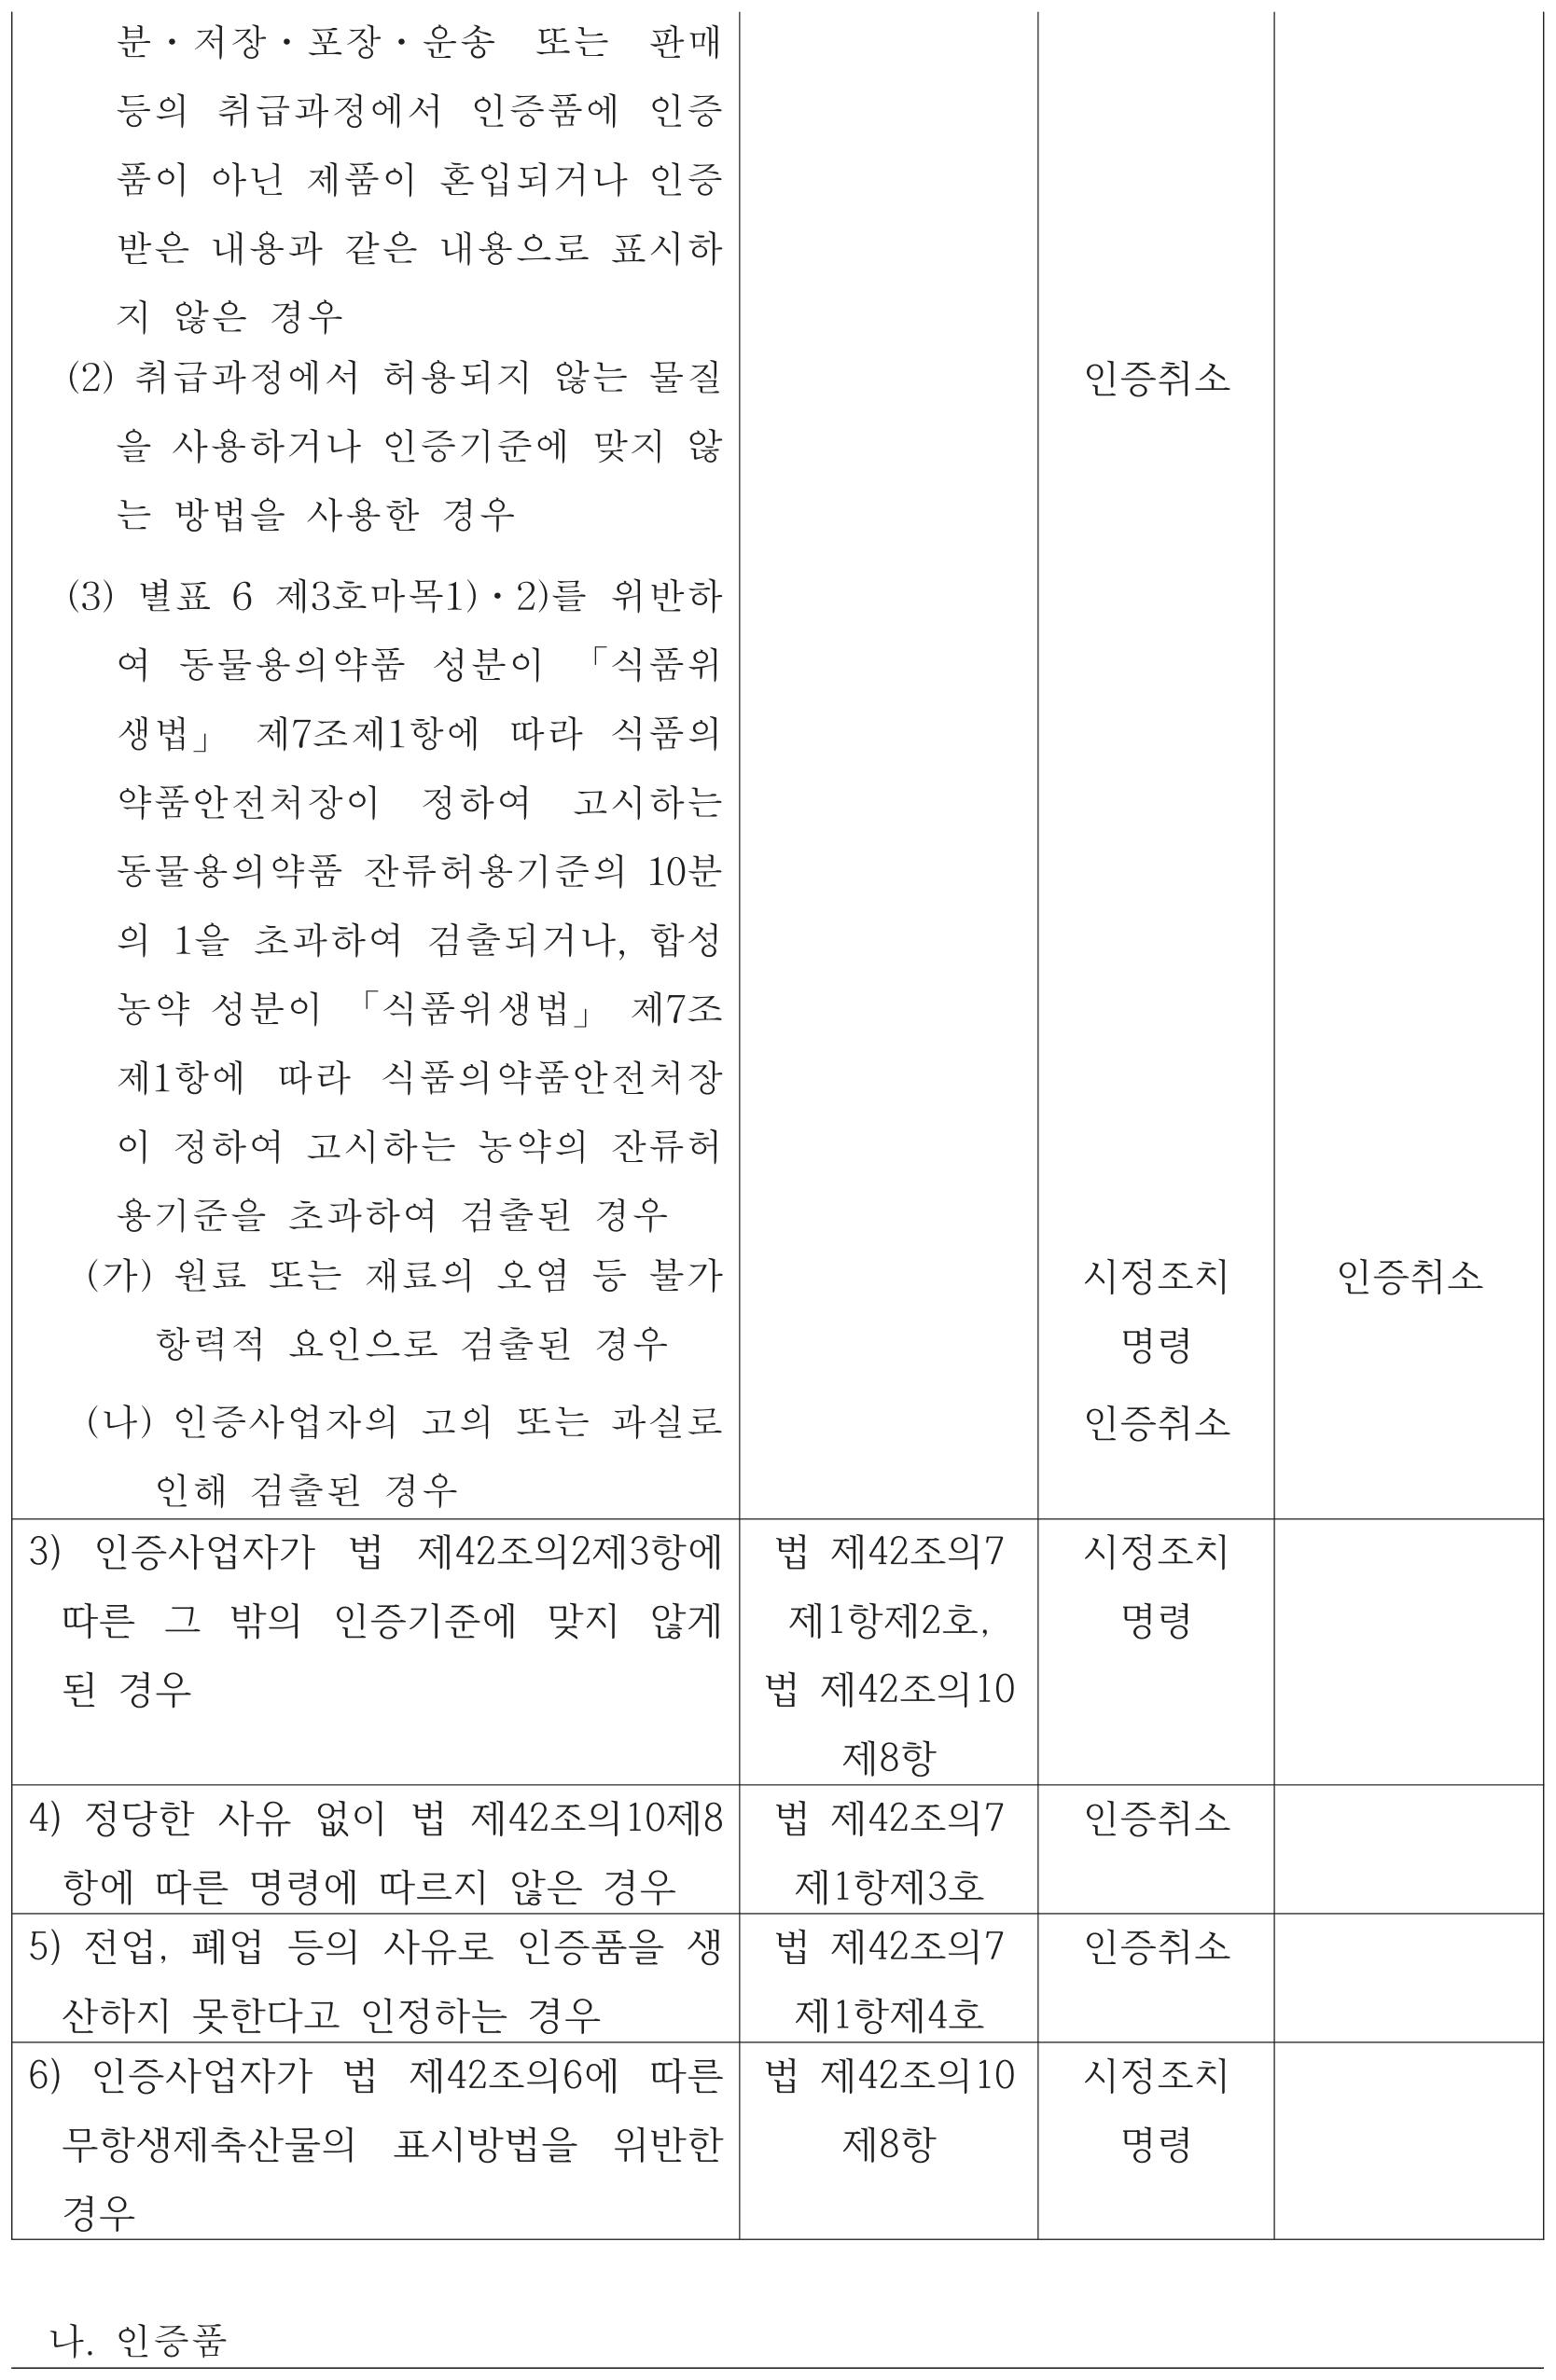 분・저장・포장・운송 또는 판매
등의 취급과정에서 인증품에 인증
품이 아닌 제품이 혼입되거나 인증
받은 내용과 같은 내용으로 표시하
지 않은 경우
(2) 취급과정에서 허용되지 않는 물질 인증취소
을 사용하거나 인증기준에 맞지 않
는 방법을 사용한 경우
(3) 별표 6 제3호마목1)・2)를 위반하
여 동물용의약품 성분이 「식품위
생법」 제7조제1항에 따라 식품의
약품안전처장이 정하여 고시하는
동물용의약품 잔류허용기준의 10분
의 1을 초과하여 검출되거나, 합성
농약 성분이 「식품위생법」 제7조
제1항에 따라 식품의약품안전처장
이 정하여 고시하는 농약의 잔류허
용기준을 초과하여 검출된 경우
(가) 원료 또는 재료의 오염 등 불가 시정조치 인증취소
항력적 요인으로 검출된 경우 명령
(나) 인증사업자의 고의 또는 과실로 인증취소
인해 검출된 경우
3) 인증사업자가 법 제42조의2제3항에 법 제42조의7 시정조치
따른 그 밖의 인증기준에 맞지 않게 제1항제2호, 명령
된 경우 법 제42조의10
제8항
4) 정당한 사유 없이 법 제42조의10제8 법 제42조의7 인증취소
항에 따른 명령에 따르지 않은 경우 제1항제3호
5) 전업, 폐업 등의 사유로 인증품을 생 법 제42조의7 인증취소
산하지 못한다고 인정하는 경우 제1항제4호
6) 인증사업자가 법 제42조의6에 따른 법 제42조의10 시정조치
무항생제축산물의 표시방법을 위반한 제8항 명령
경우
나. 인증품